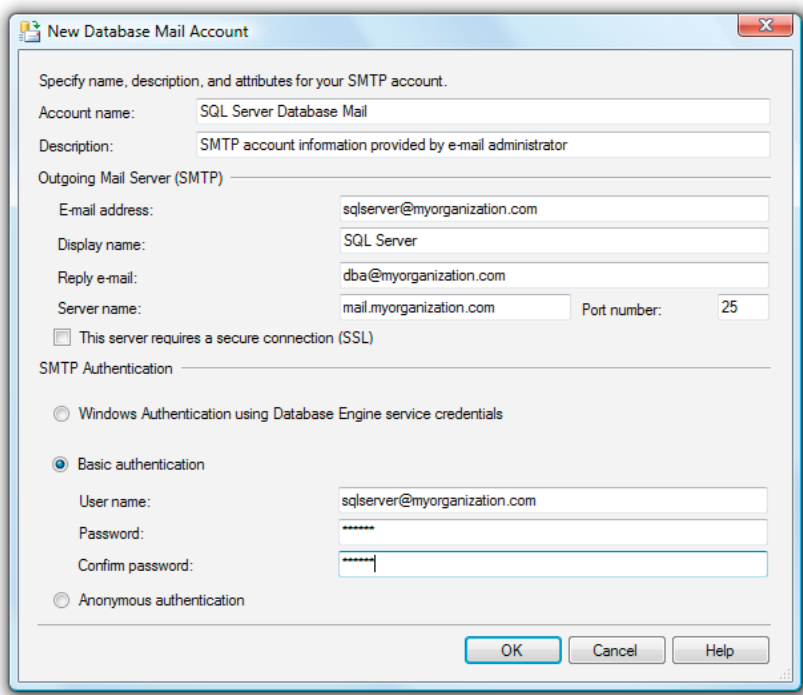 New Database Mail Account
Specify name, description, and attributes for your SMTP account.
Account name: SQL Server Database Mail
Description: SMTP account information provided by e-mail administrator
Outgoing Mail Server (SMTP)
E-mail address: sqlserver@myorganization.com
Display name: SQL Server
Reply e-mail: dba@myorganization.com
Server name: mail.myorganization.com Port number: 25
This server requires a secure connection (SSL)
SMTP Authentication
Windows Authentication using Database Engine service credentials
Basic authentication
User name: sqlserver@myorganization.com
Password: ******
Confirm password: ******
Anonymous authentication
OK Cancel Help